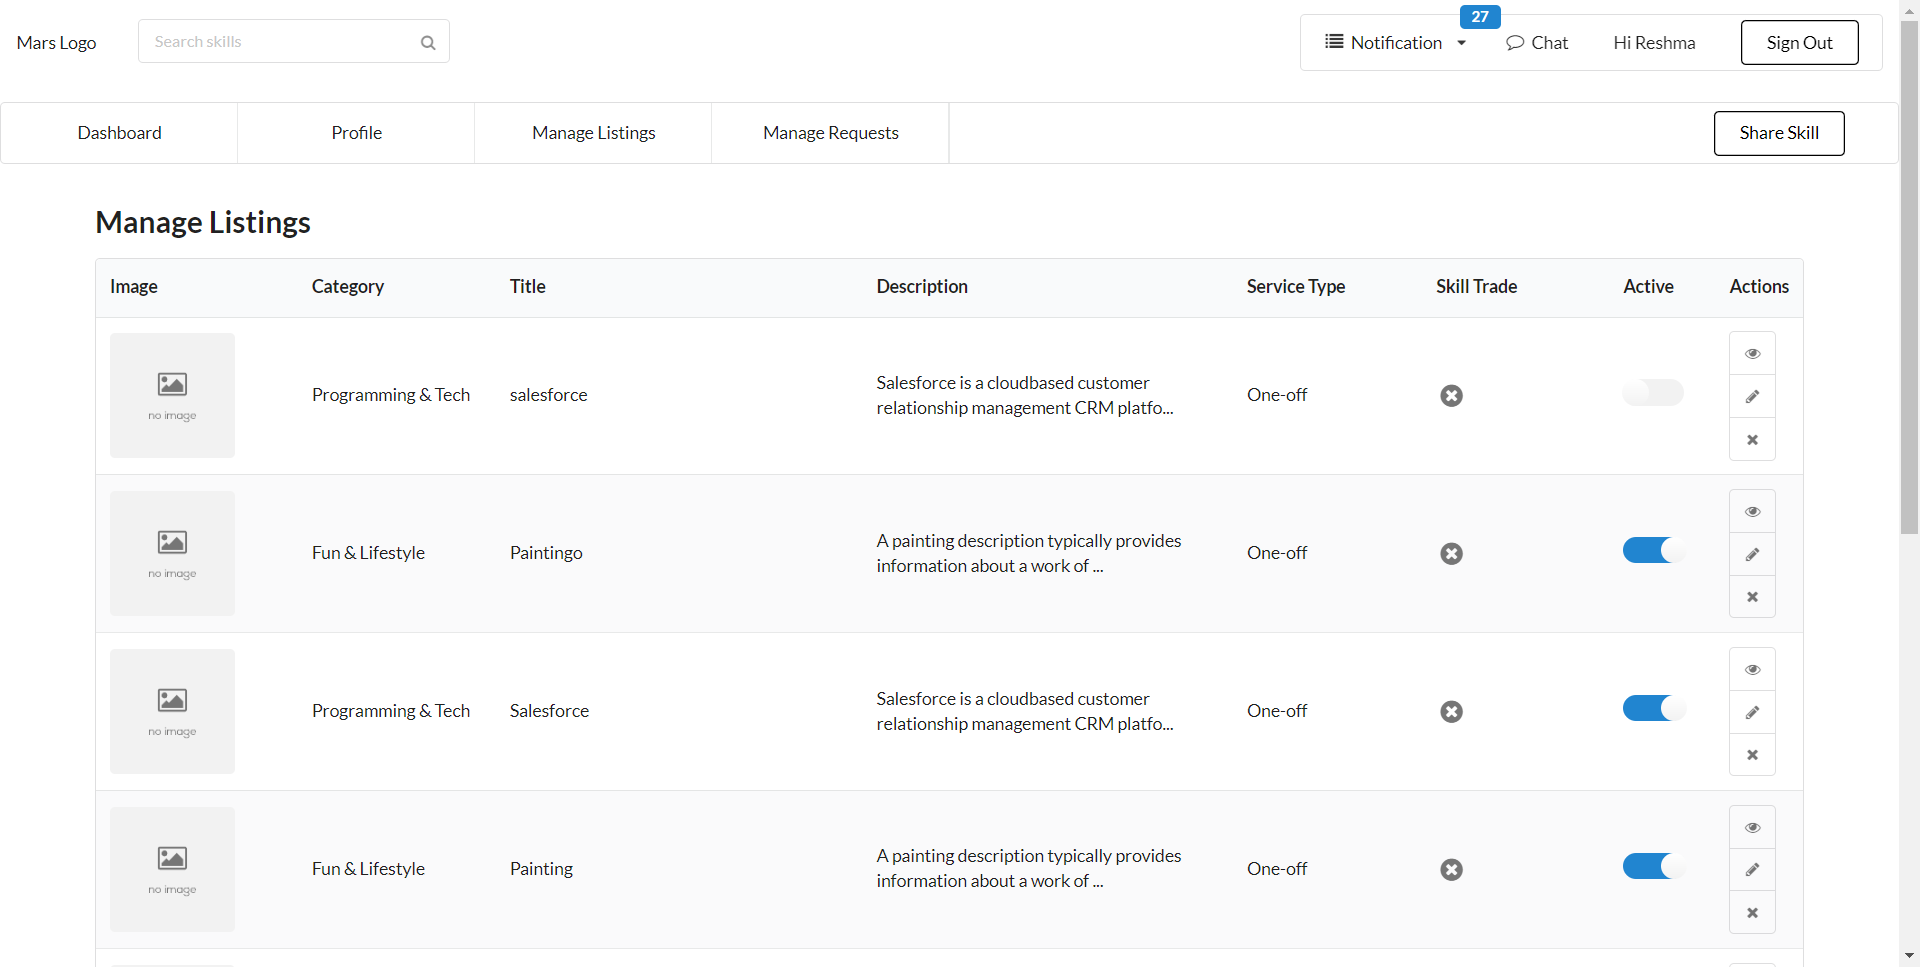 27
Mars Logo
Search skills
Notification
Chat
Hi Reshma
Sign Out
Dashboard
Profile
Manage Listings
Manage Requests
Share Skill
Manage Listings
Image Category Title Description Service Type Skill Trade Active Actions
no image
Programming & Tech
salesforce
Salesforce is a cloudbased customer
relationship management CRM platfo...
One-off
no image
Fun & Lifestyle
Paintingo
A painting description typically provides
information about a work of ...
One-off
no image
Programming & Tech
Salesforce
Salesforce is a cloudbased customer
relationship management CRM platfo...
One-off
no image
Fun & Lifestyle
Painting
A painting description typically provides
information about a work of ...
One-off